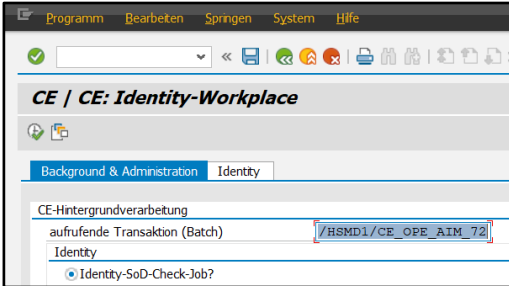 Programm Bearbeiten Springen System Hilfe
CE | CE: Identity-Workplace
Background & Administration Identity
CE-Hintergrundverarbeitung
aufrufende Transaktion (Batch) /HSMD1/CE_OPE_AIM_72
Identity
Identity-SoD-Check-Job?